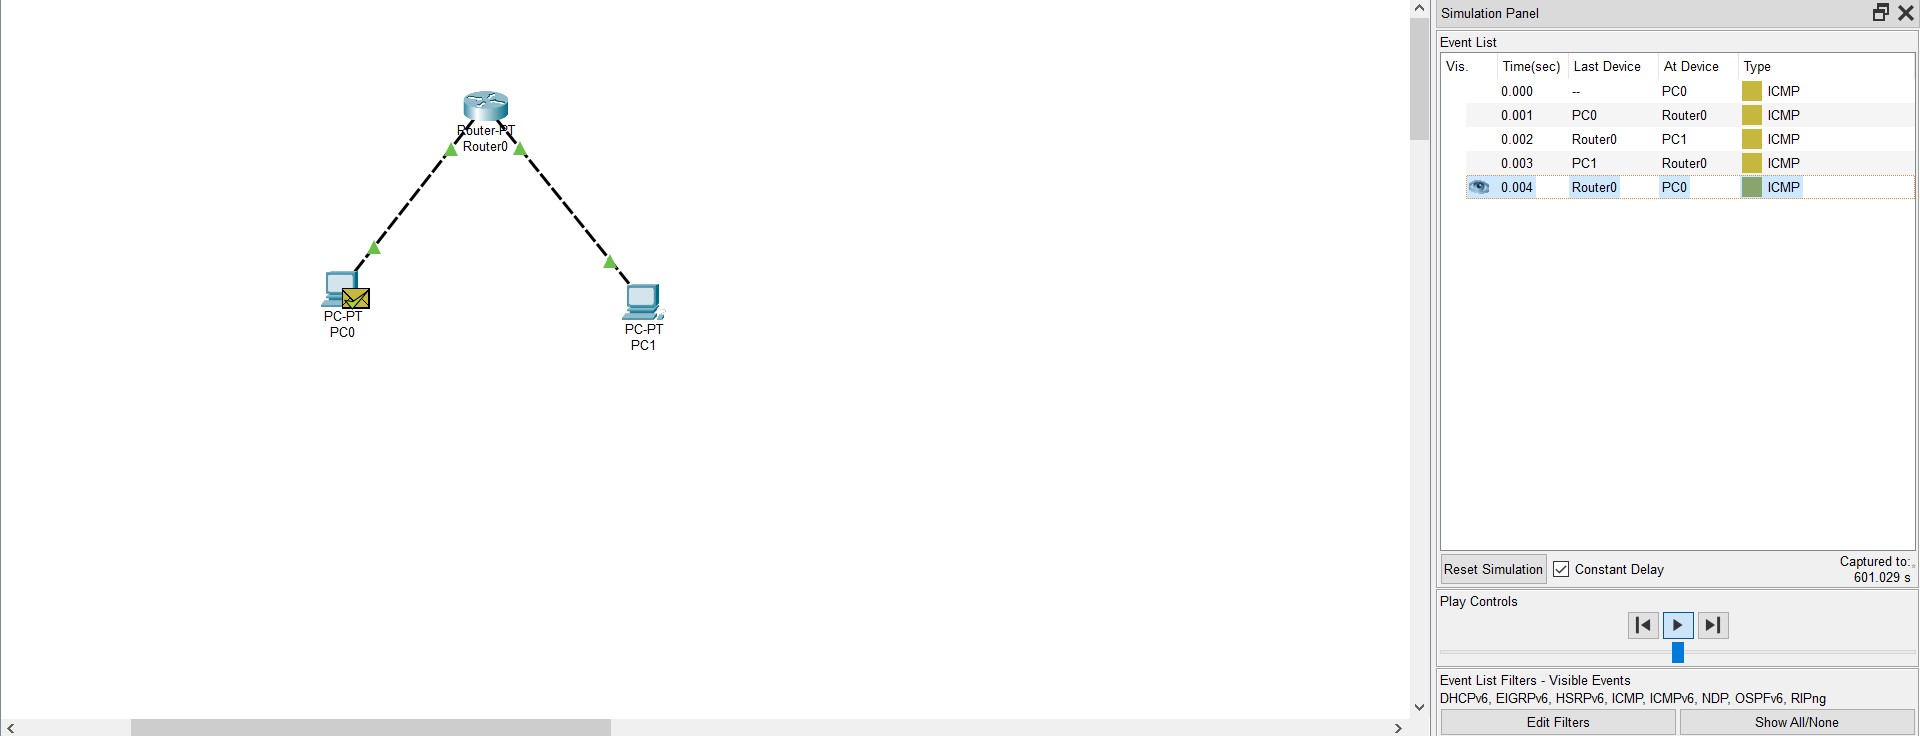 Router-PT
Router0
PC-PT
PC0
PC-PT
PC1
Simulation Panel
Event List
Vis. Time(sec) Last Device At Device Type
0.000 -- PC0 ICMP
0.001 PC0 Router0 ICMP
0.002 Router0 PC1 ICMP
0.003 PC1 Router0 ICMP
0.004 Router0 PC0 ICMP
Reset Simulation Constant Delay
Captured to:
601.029 s
Play Controls
Event List Filters - Visible Events
DHCPv6, EIGRPv6, HSRPv6, ICMP, ICMPv6, NDP, OSPFv6, RIPng
Edit Filters Show All/None